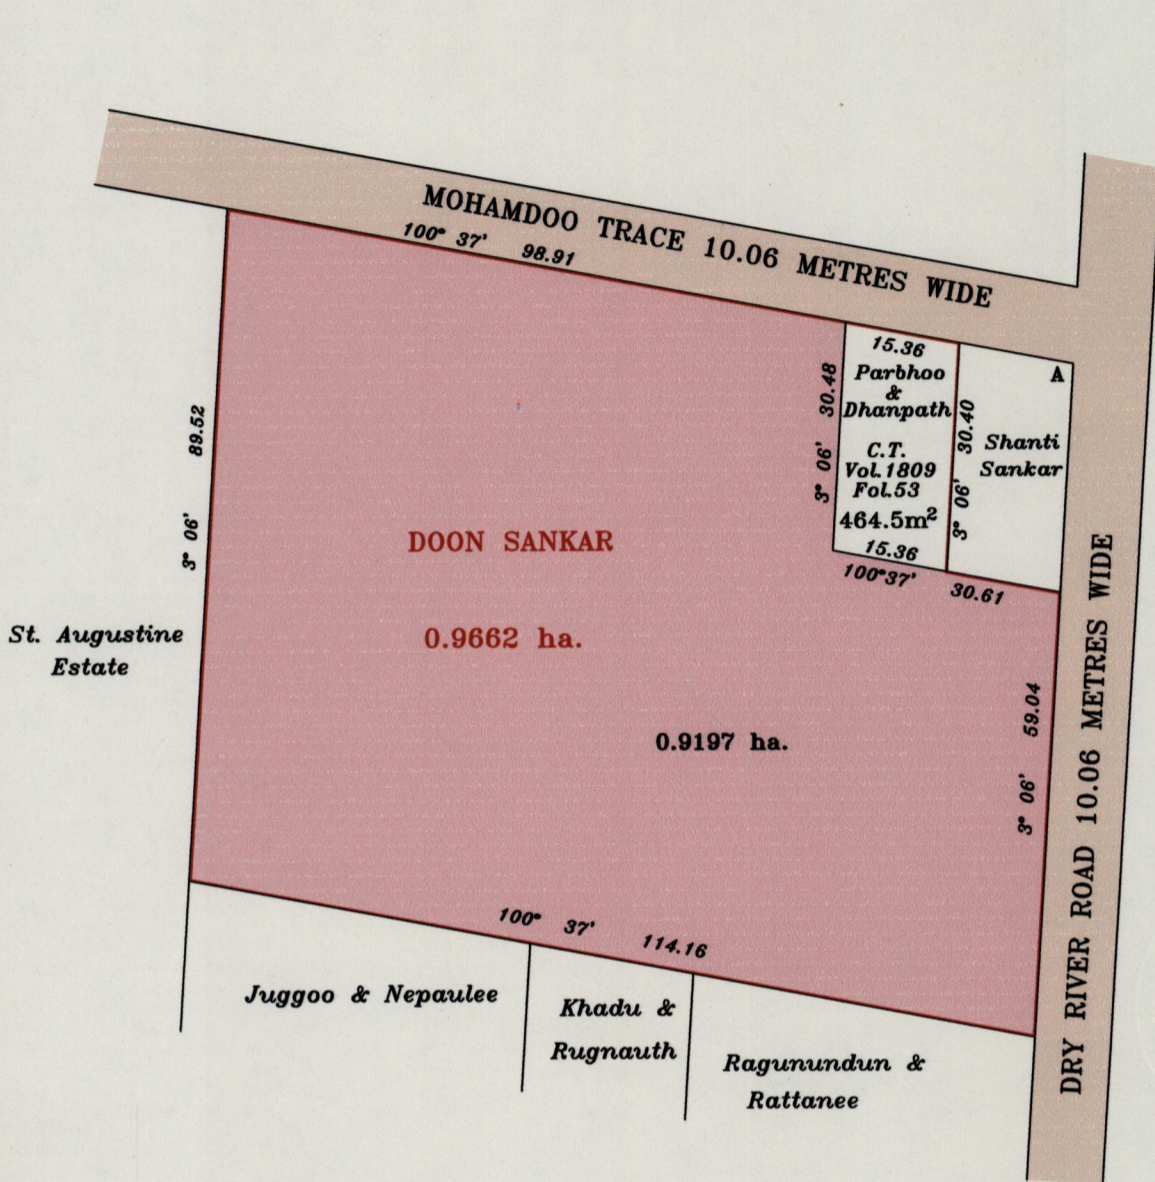 MOHAMDOO TRACE 10.06 METRES WIDE
100° 37' 98.91
15.36
Parbhoo
&
Dhanpath
C.T.
Vol.1809
Fol.53
464.5m²
15.36
A
Shanti
Sankar
30.48
3° 06'
30.40
3° 06'
100°37' 30.61
89.52
3° 06'
DOON SANKAR
0.9662 ha.
St. Augustine
Estate
0.9197 ha.
59.04
3° 06'
DRY RIVER ROAD 10.06 METRES WIDE
100° 37' 114.16
Juggoo & Nepaulee
Khadu &
Rugnauth
Ragunundun &
Rattanee